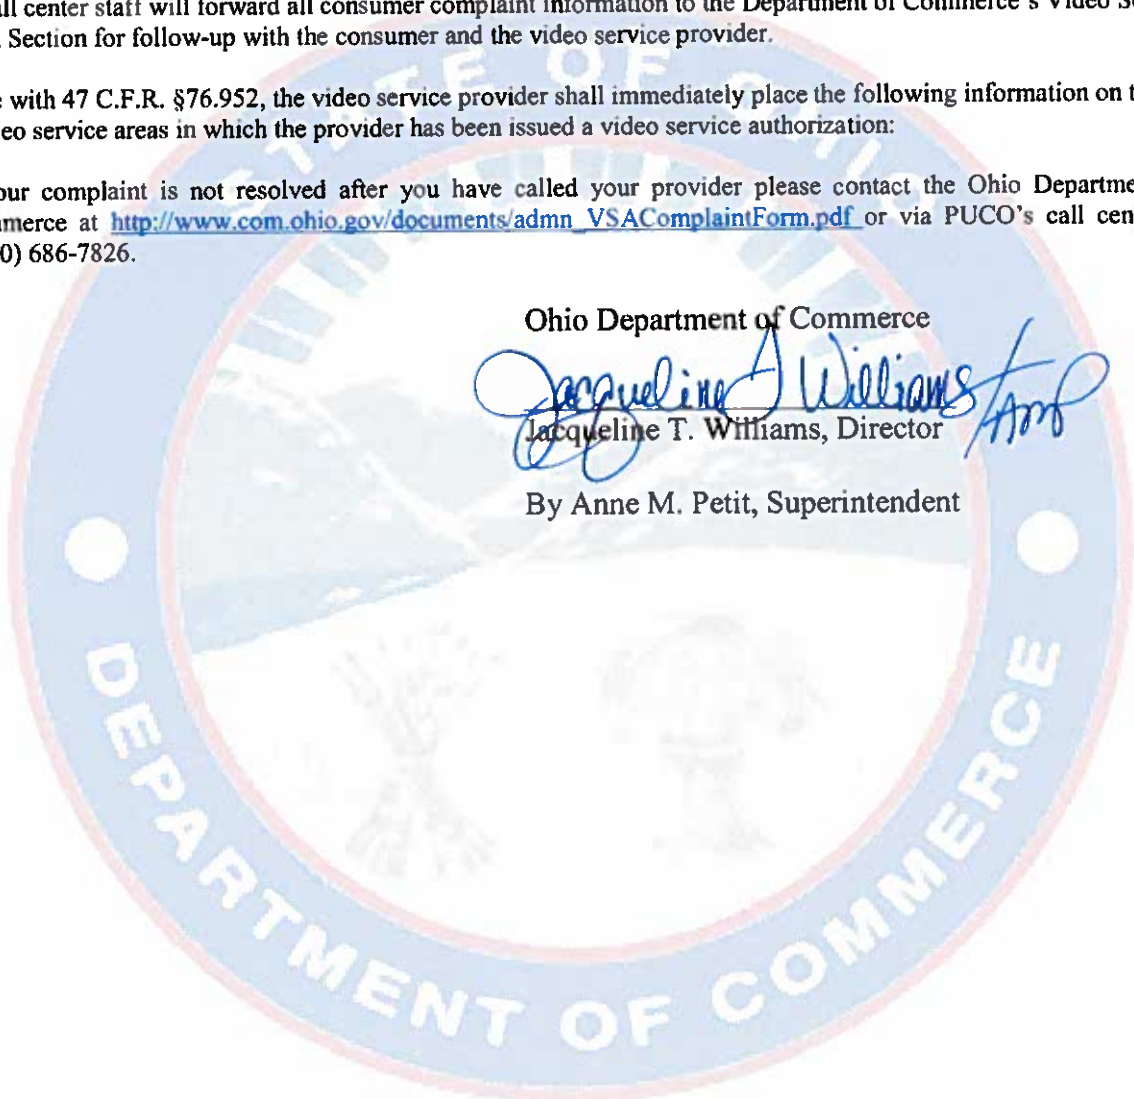 all center staff will forward all consumer complaint information to the Department of Commerce's Video Se
Section for follow-up with the consumer and the video service provider.
with 47 C.F.R. §76.952, the video service provider shall immediately place the following information on t
eo service areas in which the provider has been issued a video service authorization:
our complaint is not resolved after you have called your provider please contact the Ohio Departme
merce at http://www.com.ohio.gov/documents/admn_VSAComplaintForm.pdf or via PUCO's call cen
0) 686-7826.
Ohio Department of Commerce
Jacqueline T Williams/AMP
Jacqueline T. Williams, Director
By Anne M. Petit, Superintendent
STATE OF OHIO
DEPARTMENT OF COMMERCE